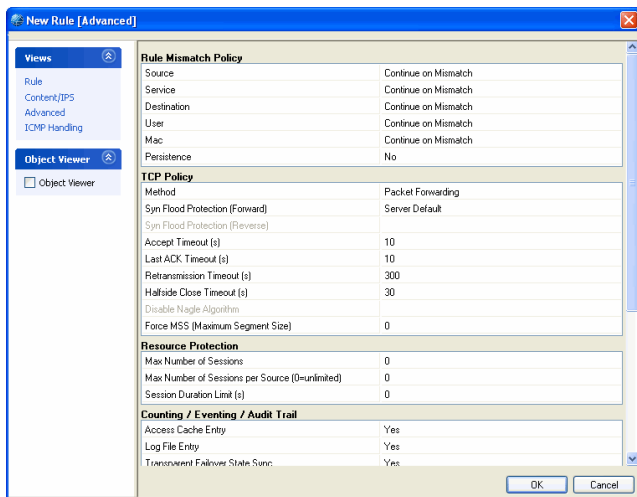 New Rule [Advanced]
Views
Rule
Content/IPS
Advanced
ICMP Handling
Object Viewer
Object Viewer
Rule Mismatch Policy
Source Continue on Mismatch
Service Continue on Mismatch
Destination Continue on Mismatch
User Continue on Mismatch
Mac Continue on Mismatch
Persistence No
TCP Policy
Method Packet Forwarding
Syn Flood Protection (Forward) Server Default
Syn Flood Protection (Reverse)
Accept Timeout (s) 10
Last ACK Timeout (s) 10
Retransmission Timeout (s) 300
Halfside Close Timeout (s) 30
Disable Nagle Algorithm
Force MSS (Maximum Segment Size) 0
Resource Protection
Max Number of Sessions 0
Max Number of Sessions per Source (0=unlimited) 0
Session Duration Limit (s) 0
Counting / Eventing / Audit Trail
Access Cache Entry Yes
Log File Entry Yes
Transparent Failover State Sync Yes
OK Cancel